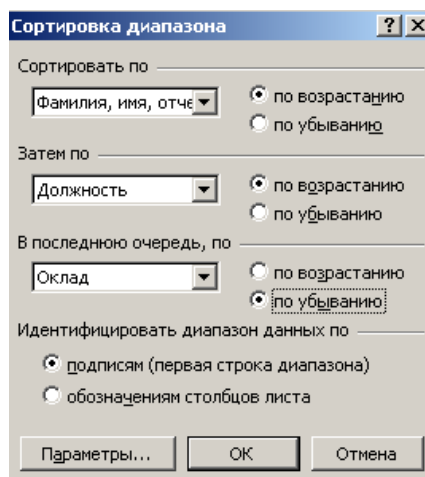 Сортировка диапазона
Сортировать по
Фамилия, имя, отче
по возрастанию
по убыванию
Затем по
Должность
по возрастанию
по убыванию
В последнюю очередь, по
Оклад
по возрастанию
по убыванию
Идентифицировать диапазон данных по
подписям (первая строка диапазона)
обозначениям столбцов листа
Параметры... ОК Отмена